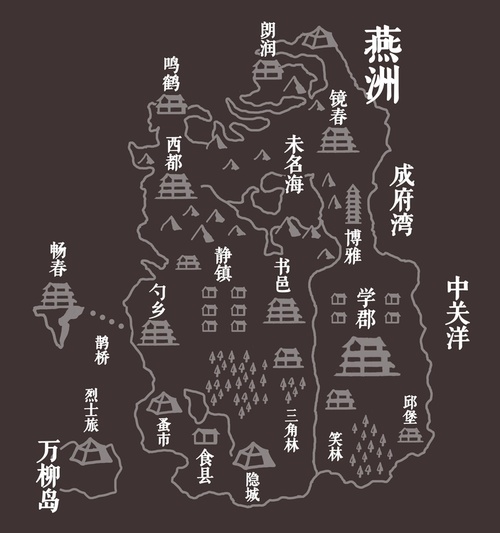 燕洲
朗润
鸣鹤
镜春
西都
未名海
成府湾
博雅
畅春
静镇
书邑
勺乡
学郡
中关洋
鹊桥
烈士旅
万柳岛
蚤市
食县
隐城
三角林
笑林
邱堡